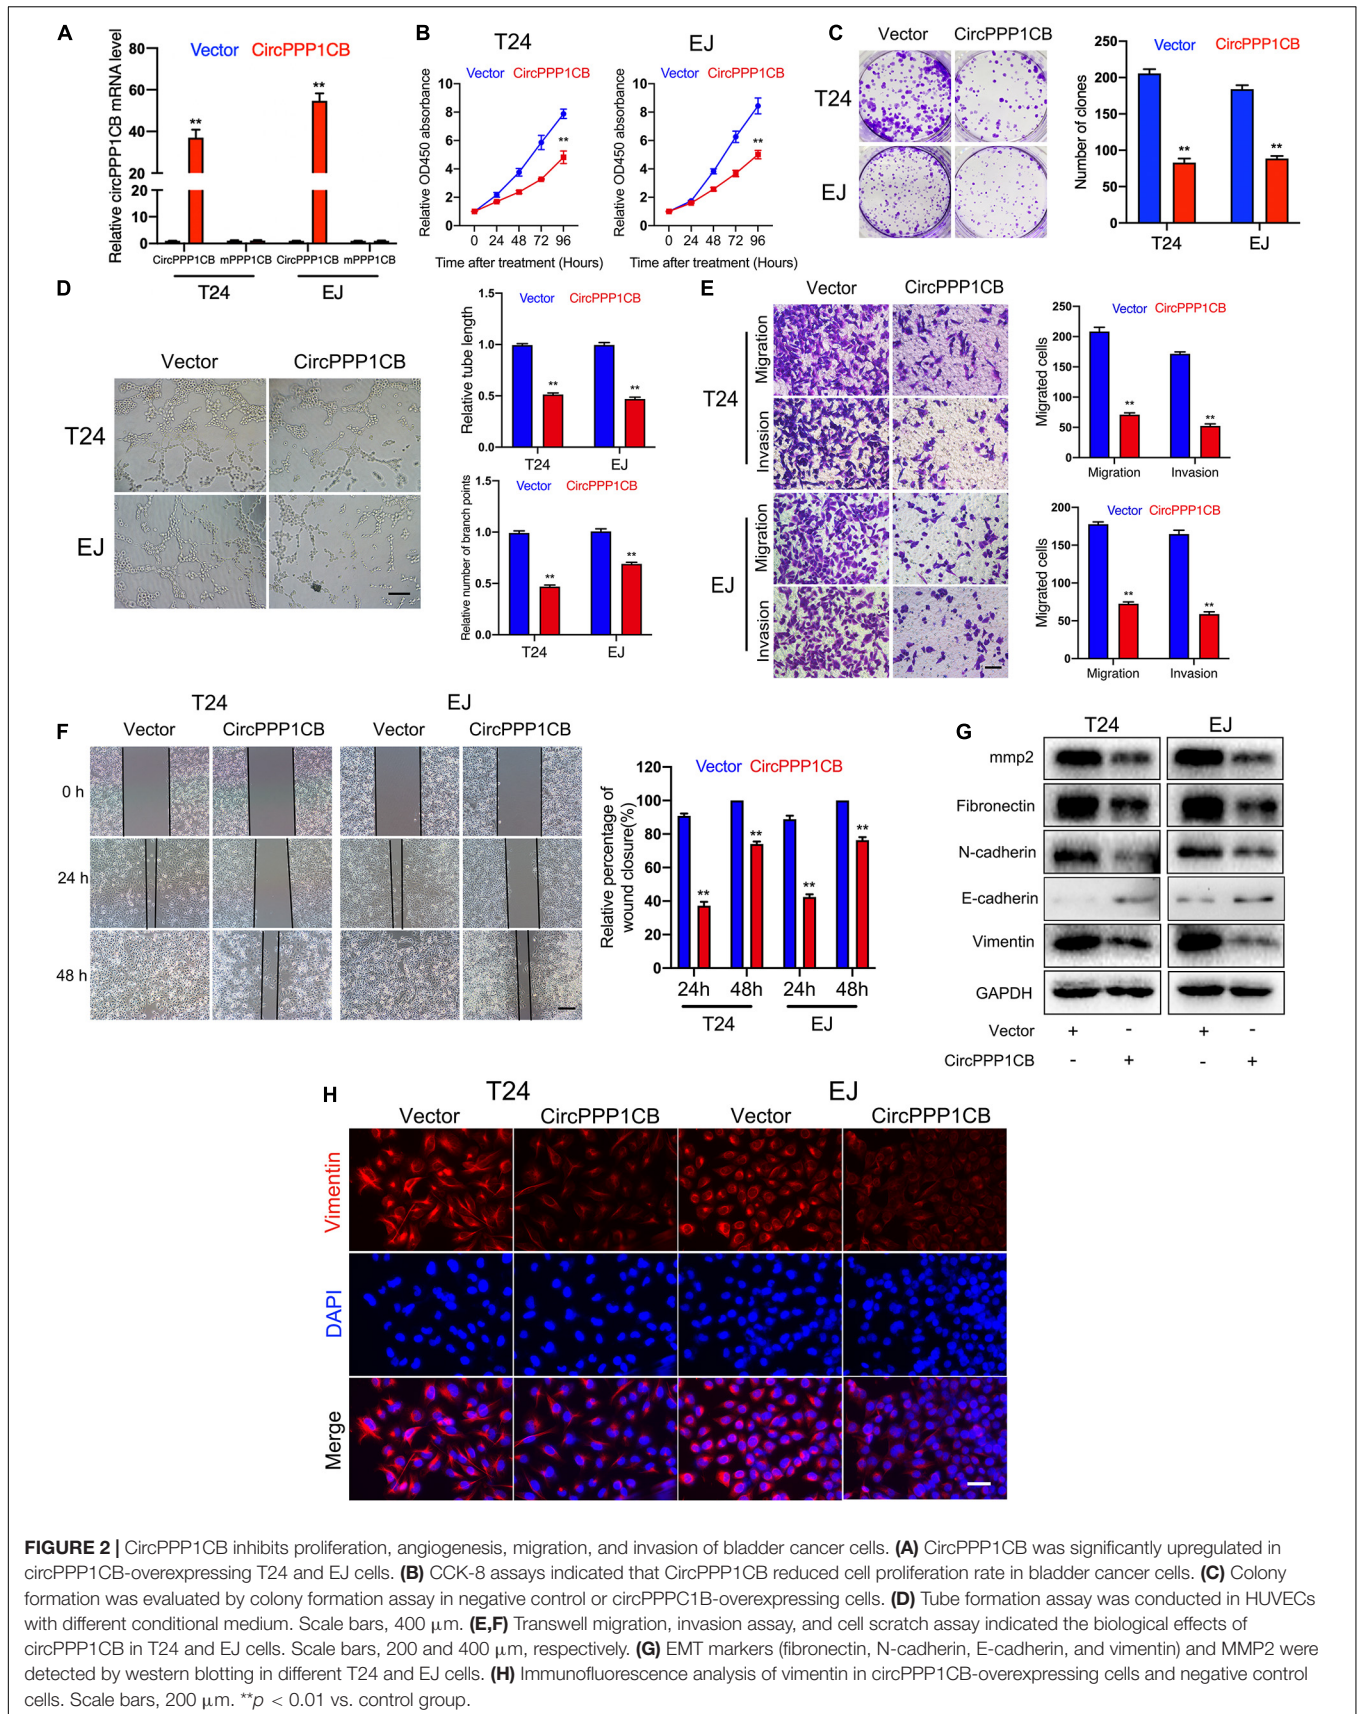 A
Vector CircPPP1CB
Relative circPPP1CB mRNA level
80
60
40
20
20
10
0
**
**
CircPPP1CB mPPP1CB CircPPP1CB mPPP1CB
T24 EJ
B
T24 EJ
Vector CircPPP1CB
Relative OD450 absorbance
10
8
6
4
2
0
**
0 24 48 72 96
Time after treatment (Hours)
Vector CircPPP1CB
Relative OD450 absorbance
10
8
6
4
2
0
**
0 24 48 72 96
Time after treatment (Hours)
C
Vector CircPPP1CB
T24
EJ
Vector CircPPP1CB
Number of clones
250
200
150
100
50
0
** **
T24 EJ
D
Vector CircPPP1CB
T24
EJ
Vector CircPPP1CB
Relative tube length
1.5
1.0
0.5
0.0
** **
T24 EJ
Vector CircPPP1CB
Relative number of branch points
1.5
1.0
0.5
0.0
** **
T24 EJ
E
Vector CircPPP1CB
T24
Migration
Invasion
EJ
Migration
Invasion
Vector CircPPP1CB
Migrated cells
250
200
150
100
50
0
** **
Migration Invasion
Vector CircPPP1CB
Migrated cells
200
150
100
50
0
** **
Migration Invasion
F
T24 EJ
Vector CircPPP1CB Vector CircPPP1CB
0 h
24 h
48 h
Vector CircPPP1CB
Relative percentage of
wound closure(%)
120
100
80
60
40
20
0
** ** ** **
24h 48h 24h 48h
T24 EJ
G
T24 EJ
mmp2
Fibronectin
N-cadherin
E-cadherin
Vimentin
GAPDH
Vector + - + -
CircPPP1CB - + - +
H
T24 EJ
Vector CircPPP1CB Vector CircPPP1CB
Vimentin
DAPI
Merge
FIGURE 2 | CircPPP1CB inhibits proliferation, angiogenesis, migration, and invasion of bladder cancer cells. (A) CircPPP1CB was significantly upregulated in
circPPP1CB-overexpressing T24 and EJ cells. (B) CCK-8 assays indicated that CircPPP1CB reduced cell proliferation rate in bladder cancer cells. (C) Colony
formation was evaluated by colony formation assay in negative control or circPPPC1B-overexpressing cells. (D) Tube formation assay was conducted in HUVECs
with different conditional medium. Scale bars, 400 μm. (E,F) Transwell migration, invasion assay, and cell scratch assay indicated the biological effects of
circPPP1CB in T24 and EJ cells. Scale bars, 200 and 400 μm, respectively. (G) EMT markers (fibronectin, N-cadherin, E-cadherin, and vimentin) and MMP2 were
detected by western blotting in different T24 and EJ cells. (H) Immunofluorescence analysis of vimentin in circPPP1CB-overexpressing cells and negative control
cells. Scale bars, 200 μm. **p < 0.01 vs. control group.